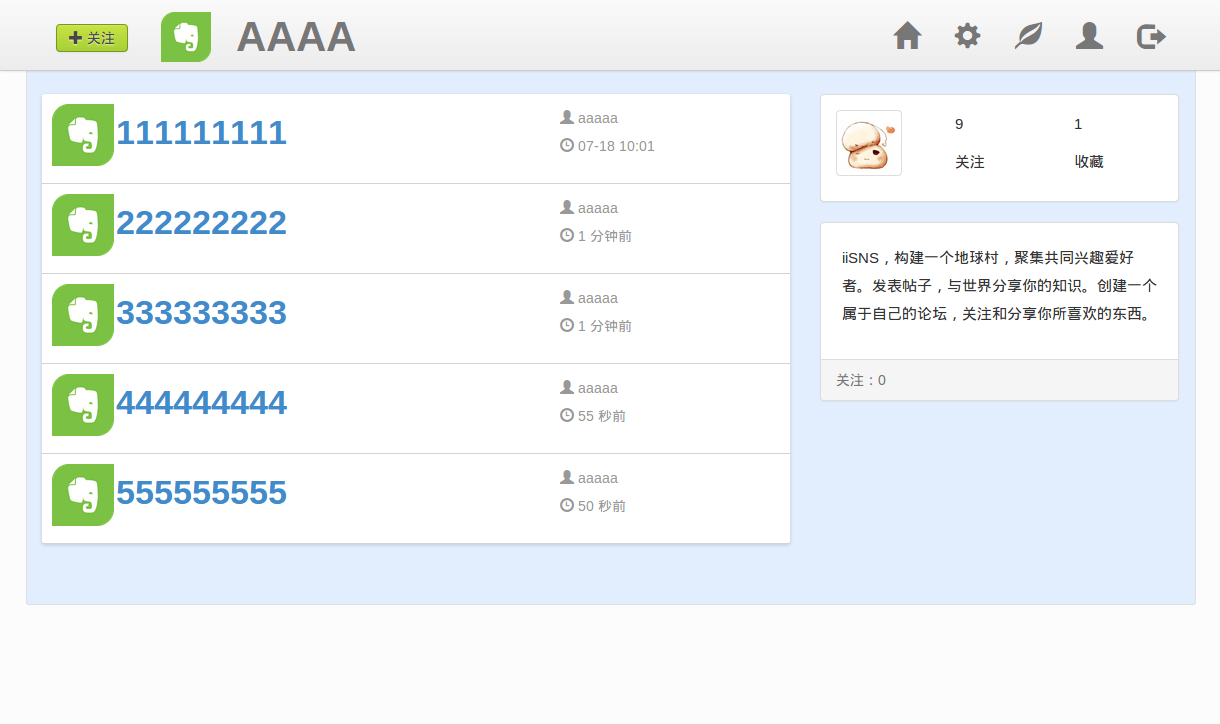 关注
AAAA
111111111
aaaaa
07-18 10:01
222222222
aaaaa
1 分钟前
333333333
aaaaa
1 分钟前
444444444
aaaaa
55 秒前
555555555
aaaaa
50 秒前
9 1
关注 收藏
iiSNS，构建一个地球村，聚集共同兴趣爱好
者。发表帖子，与世界分享你的知识。创建一个
属于自己的论坛，关注和分享你所喜欢的东西。
关注：0